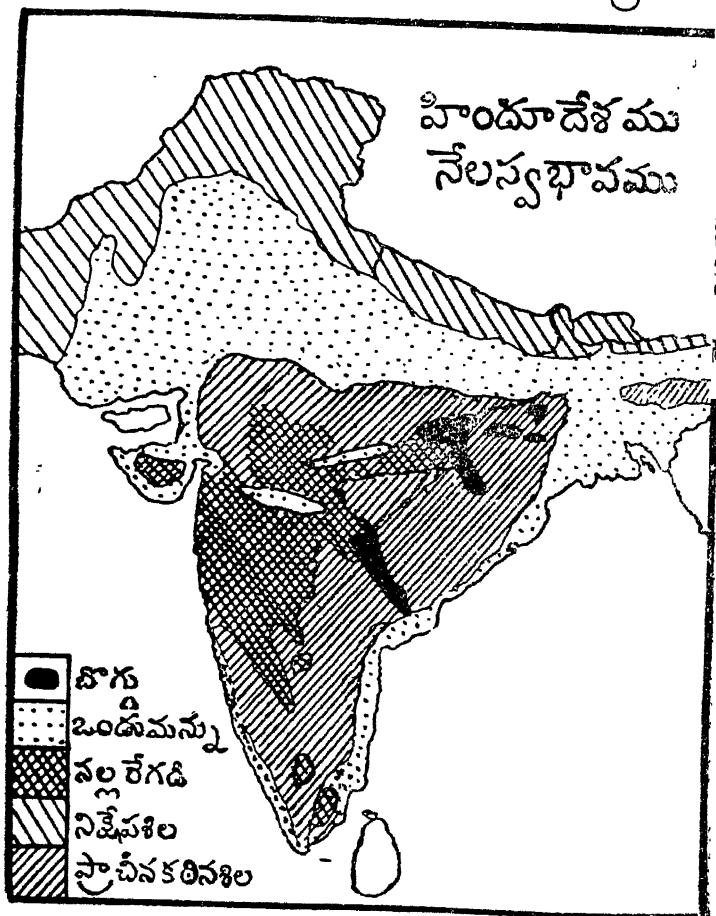 హిందూదేశము
నేలస్వభావము
బొగ్గు
ఒండుమన్ను
నల్లరేగడి
నిక్షేపశిల
ప్రాచీనకఠినశిల